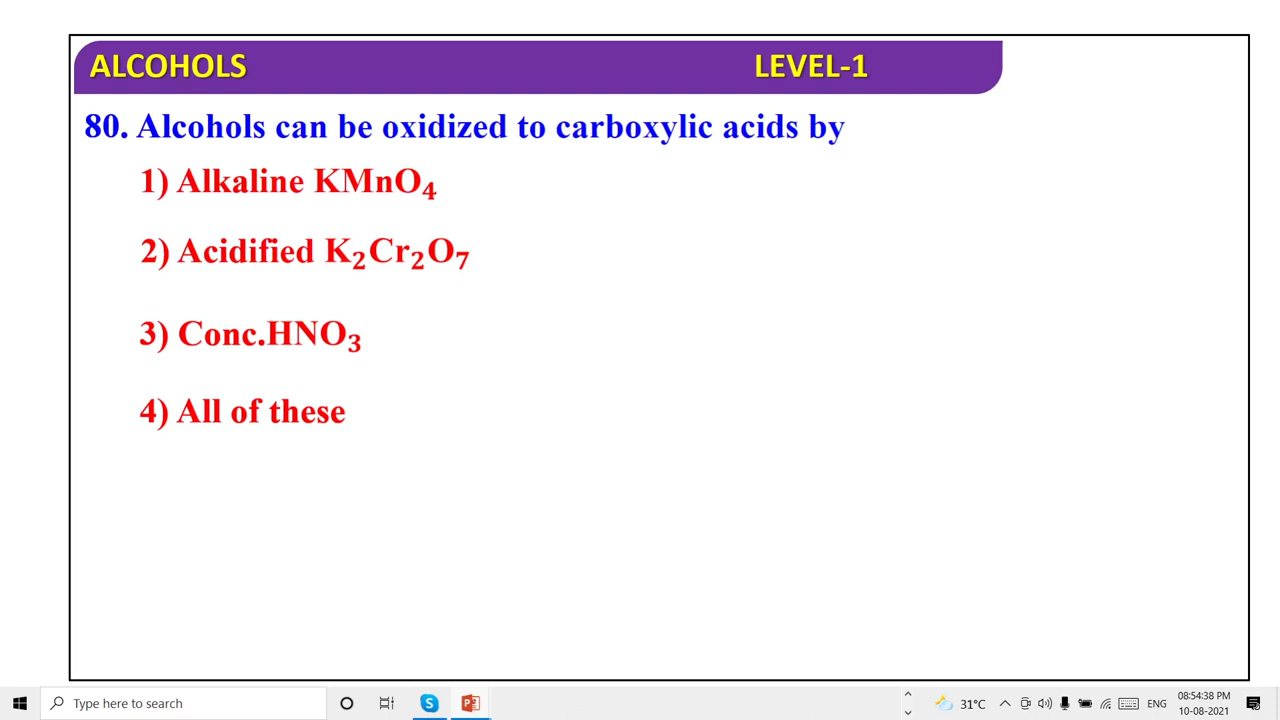 ALCOHOLS LEVEL-1
80. Alcohols can be oxidized to carboxylic acids by
1) Alkaline KMnO₄
2) Acidified K₂Cr₂O₇
3) Conc.HNO₃
4) All of these
Type here to search 31°C ENG 08:54:38 PM
10-08-2021